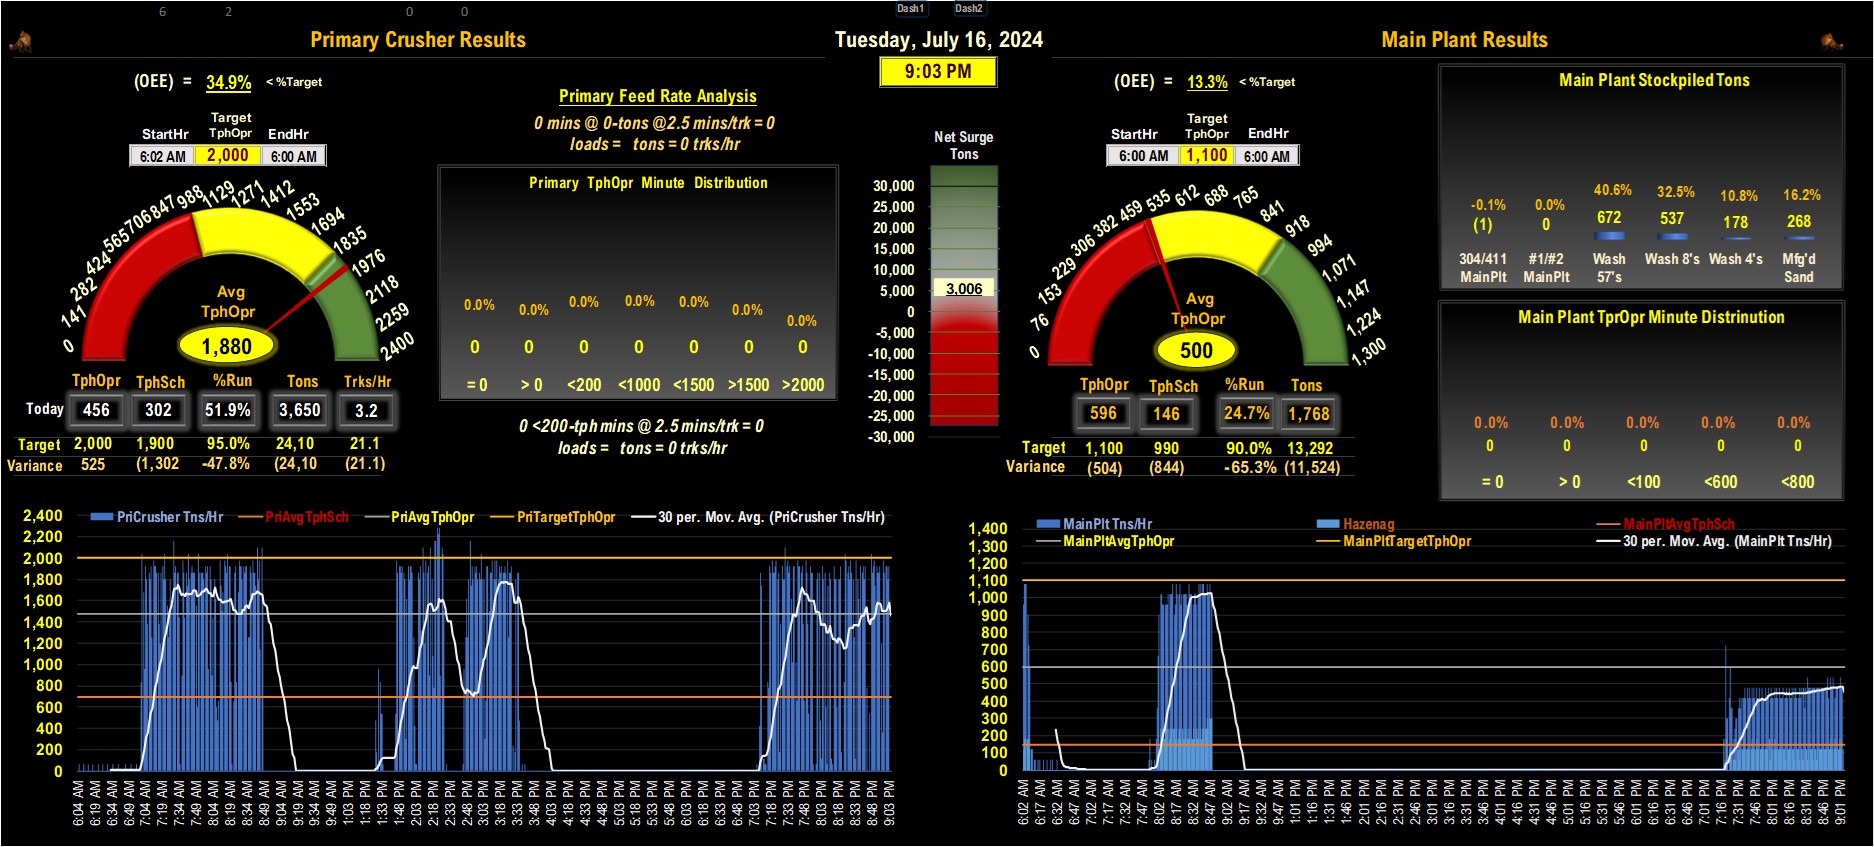 6 2 0 0 Dash1 Dash2
Primary Crusher Results
Tuesday, July 16, 2024
Main Plant Results
9:03 PM
(OEE) = 34.9% < %Target
StartHr Target TphOpr EndHr
6:02 AM 2,000 6:00 AM
0 141 282 424 565 706 847 988 1129 1271 1412 1553 1694 1835 1976 2118 2259 2400
Avg
TphOpr
1,880
TphOpr TphSch %Run Tons Trks/Hr
Today 456 302 51.9% 3,650 3.2
Target 2,000 1,900 95.0% 24,10 21.1
Variance 525 (1,302 -47.8% (24,10 (21.1)
Primary Feed Rate Analysis
0 mins @ 0-tons @2.5 mins/trk = 0
loads = tons = 0 trks/hr
Primary TphOpr Minute Distribution
0.0% 0.0% 0.0% 0.0% 0.0% 0.0% 0.0%
0 0 0 0 0 0 0
= 0 > 0 <200 <1000 <1500 >1500 >2000
0 <200-tph mins @ 2.5 mins/trk = 0
loads = tons = 0 trks/hr
Net Surge
Tons
30,000
25,000
20,000
15,000
10,000
5,000
0
-5,000
-10,000
-15,000
-20,000
-25,000
-30,000
3,006
(OEE) = 13.3% < %Target
StartHr Target TphOpr EndHr
6:00 AM 1,100 6:00 AM
0 76 153 229 306 382 459 535 612 688 765 841 918 994 1,071 1,147 1,224 1,300
Avg
TphOpr
500
TphOpr TphSch %Run Tons
596 146 24.7% 1,768
Target 1,100 990 90.0% 13,292
Variance (504) (844) -65.3% (11,524)
Main Plant Stockpiled Tons
-0.1% 0.0% 40.6% 32.5% 10.8% 16.2%
(1) 0 672 537 178 268
304/411 MainPlt #1/#2 MainPlt Wash 57's Wash 8's Wash 4's Mfg'd Sand
Main Plant TprOpr Minute Distrinution
0.0% 0.0% 0.0% 0.0% 0.0%
0 0 0 0 0
= 0 > 0 <100 <600 <800
PriCrusher Tns/Hr PriAvgTphSch PriAvgTphOpr PriTargetTphOpr 30 per. Mov. Avg. (PriCrusher Tns/Hr)
2,400
2,200
2,000
1,800
1,600
1,400
1,200
1,000
800
600
400
200
0
6:04 AM 6:19 AM 6:34 AM 6:49 AM 7:04 AM 7:19 AM 7:34 AM 7:49 AM 8:04 AM 8:19 AM 8:34 AM 8:49 AM 9:04 AM 9:19 AM 9:34 AM 9:49 AM 1:03 PM 1:18 PM 1:33 PM 1:48 PM 2:03 PM 2:18 PM 2:33 PM 2:48 PM 3:03 PM 3:18 PM 3:33 PM 3:48 PM 4:03 PM 4:18 PM 4:33 PM 4:48 PM 5:03 PM 5:18 PM 5:33 PM 5:48 PM 6:03 PM 6:18 PM 6:33 PM 6:48 PM 7:03 PM 7:18 PM 7:33 PM 7:48 PM 8:03 PM 8:18 PM 8:33 PM 8:48 PM 9:03 PM
MainPlt Tns/Hr Hazenag MainPltAvgTphSch
MainPltAvgTphOpr MainPltTargetTphOpr 30 per. Mov. Avg. (MainPlt Tns/Hr)
1,400
1,300
1,200
1,100
1,000
900
800
700
600
500
400
300
200
100
0
6:02 AM 6:17 AM 6:32 AM 6:47 AM 7:02 AM 7:17 AM 7:32 AM 7:47 AM 8:02 AM 8:17 AM 8:32 AM 8:47 AM 9:02 AM 9:17 AM 9:32 AM 9:47 AM 1:01 PM 1:16 PM 1:31 PM 1:46 PM 2:01 PM 2:16 PM 2:31 PM 2:46 PM 3:01 PM 3:16 PM 3:31 PM 3:46 PM 4:01 PM 4:16 PM 4:31 PM 4:46 PM 5:01 PM 5:16 PM 5:31 PM 5:46 PM 6:01 PM 6:16 PM 6:31 PM 6:46 PM 7:01 PM 7:16 PM 7:31 PM 7:46 PM 8:01 PM 8:16 PM 8:31 PM 8:46 PM 9:01 PM